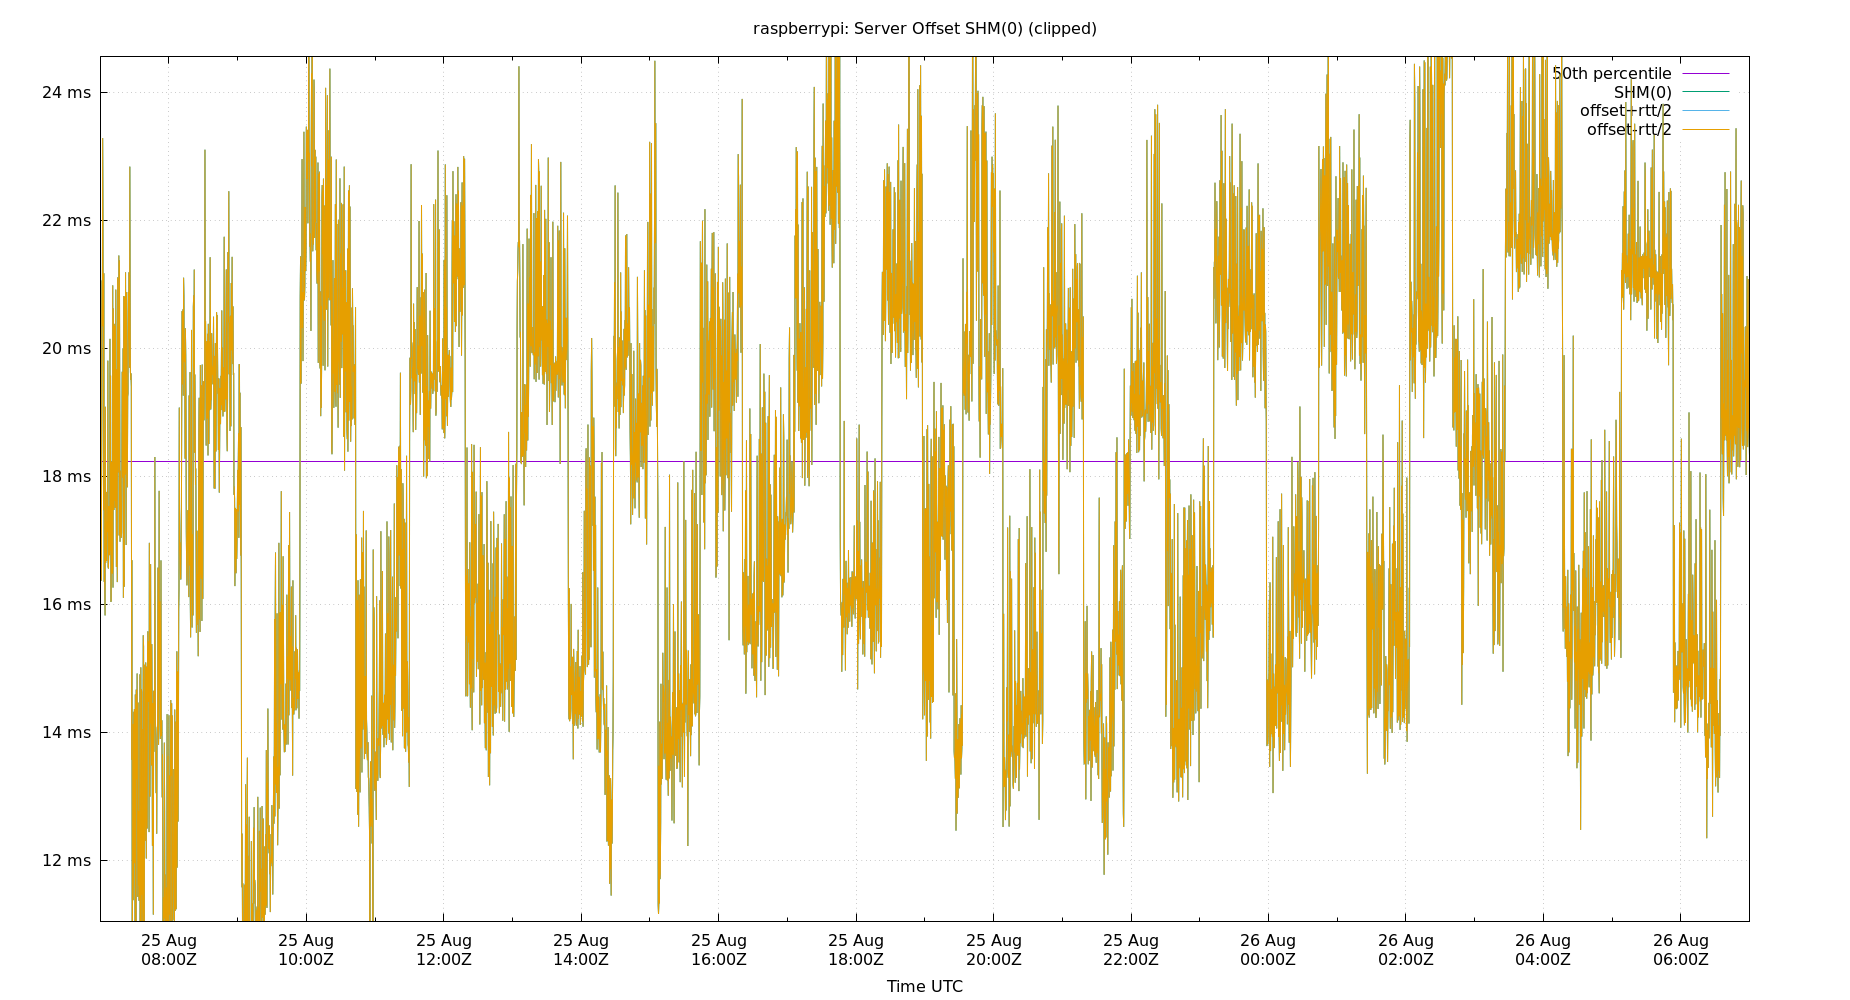 raspberrypi: Server Offset SHM(0) (clipped)
50th percentile
SHM(0)
offset+rtt/2
offset-rtt/2
24 ms
22 ms
20 ms
18 ms
16 ms
14 ms
12 ms
25 Aug 25 Aug 25 Aug 25 Aug 25 Aug 25 Aug 25 Aug 25 Aug 26 Aug 26 Aug 26 Aug 26 Aug
08:00Z 10:00Z 12:00Z 14:00Z 16:00Z 18:00Z 20:00Z 22:00Z 00:00Z 02:00Z 04:00Z 06:00Z
Time UTC